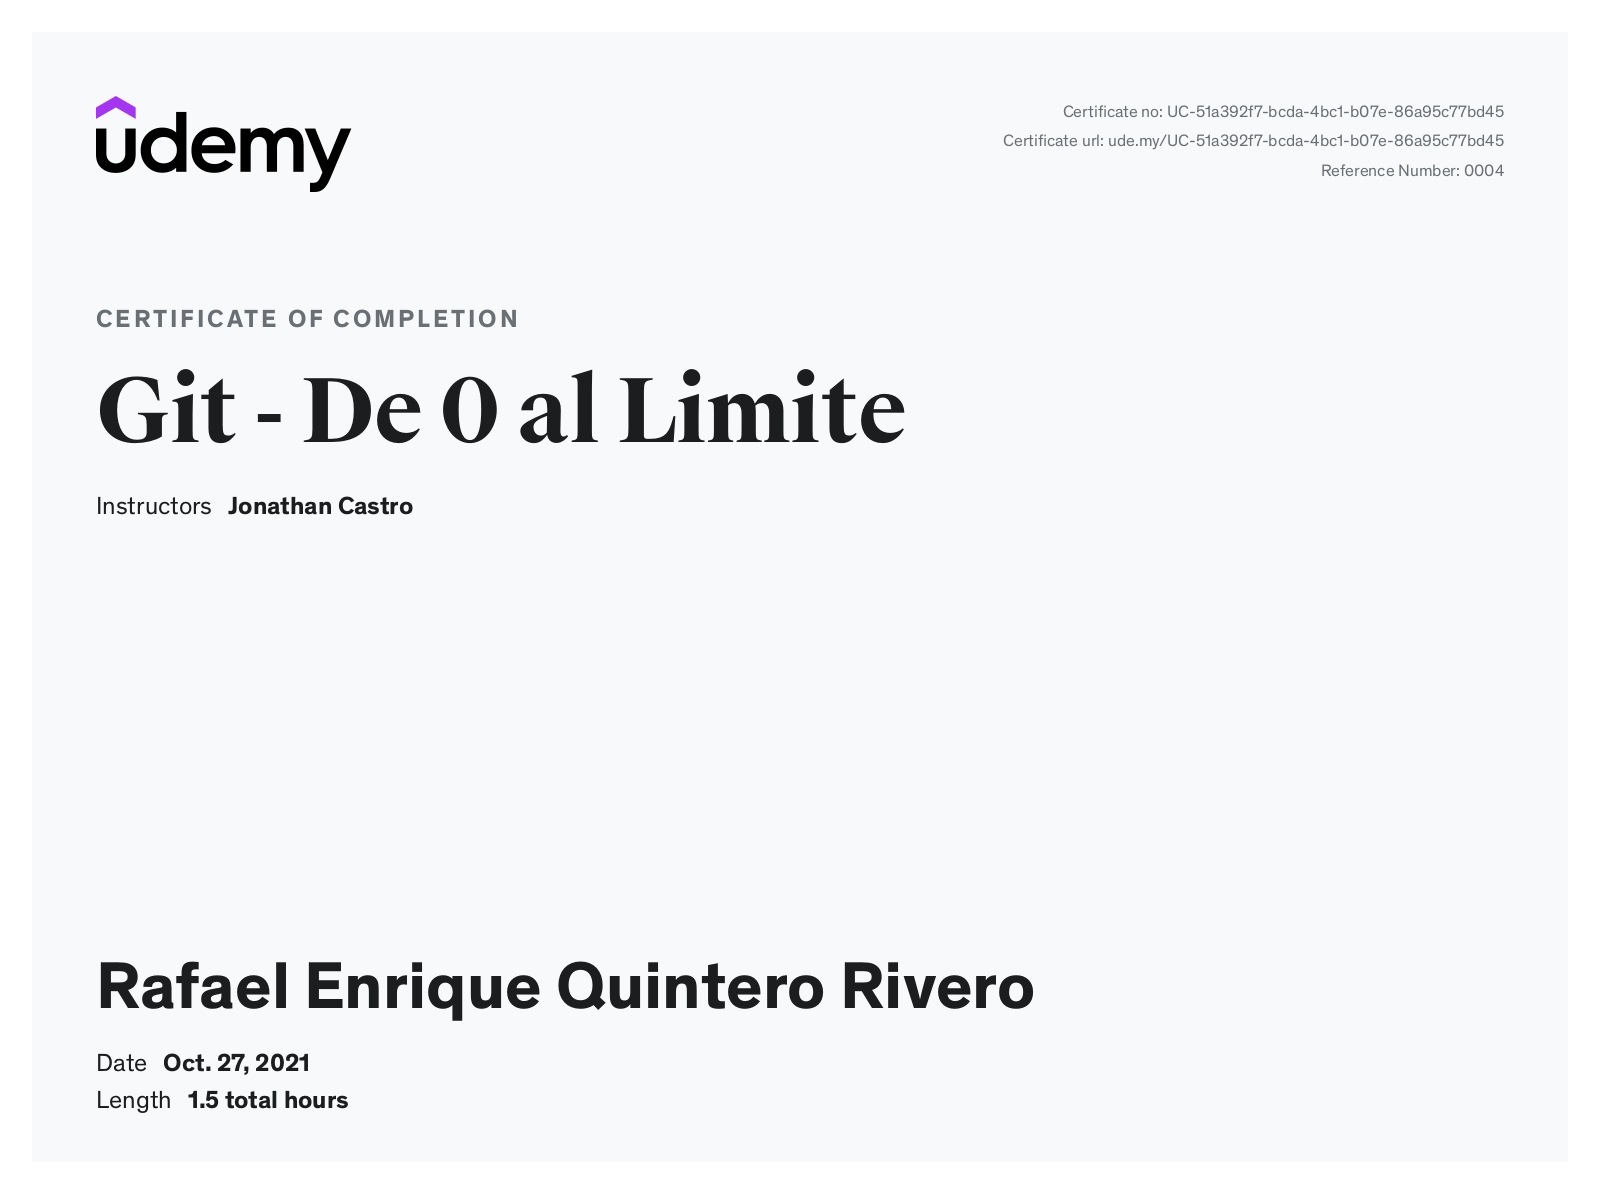 udemy
Certificate no: UC-51a392f7-bcda-4bc1-b07e-86a95c77bd45
Certificate url: ude.my/UC-51a392f7-bcda-4bc1-b07e-86a95c77bd45
Reference Number: 0004
CERTIFICATE OF COMPLETION
Git - De 0 al Limite
Instructors Jonathan Castro
Rafael Enrique Quintero Rivero
Date Oct. 27, 2021
Length 1.5 total hours